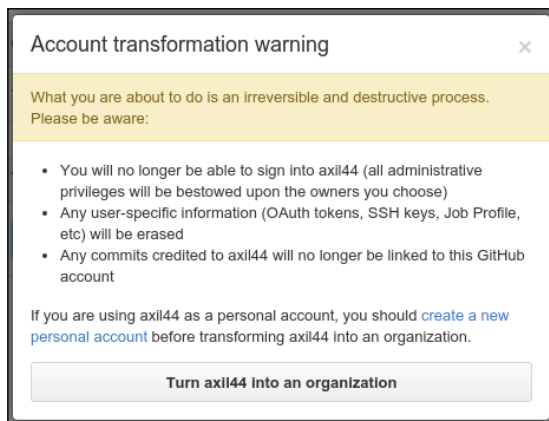 Account transformation warning ×
What you are about to do is an irreversible and destructive process.
Please be aware:
• You will no longer be able to sign into axil44 (all administrative
privileges will be bestowed upon the owners you choose)
• Any user-specific information (OAuth tokens, SSH keys, Job Profile,
etc) will be erased
• Any commits credited to axil44 will no longer be linked to this GitHub
account
If you are using axil44 as a personal account, you should create a new
personal account before transforming axil44 into an organization.
Turn axil44 into an organization